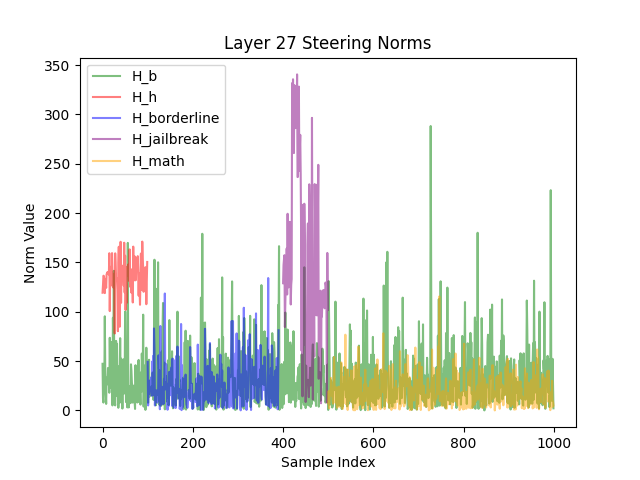 Layer 27 Steering Norms
350
300
250
200
150
100
50
0
Norm Value
H_b
H_h
H_borderline
H_jailbreak
H_math
0 200 400 600 800 1000
Sample Index